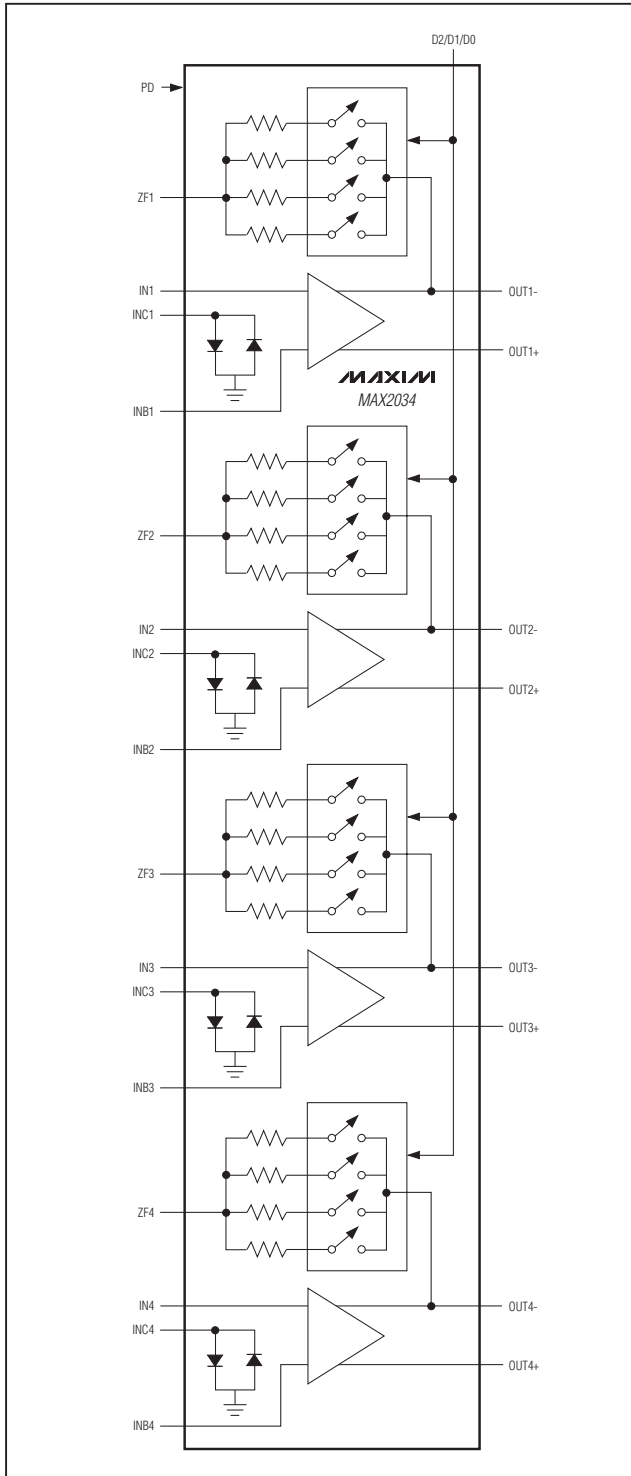 D2/D1/D0
PD
ZF1
IN1
OUT1-
INC1
OUT1+
MAXIM
MAX2034
INB1
ZF2
IN2
OUT2-
INC2
OUT2+
INB2
ZF3
IN3
OUT3-
INC3
OUT3+
INB3
ZF4
IN4
OUT4-
INC4
OUT4+
INB4